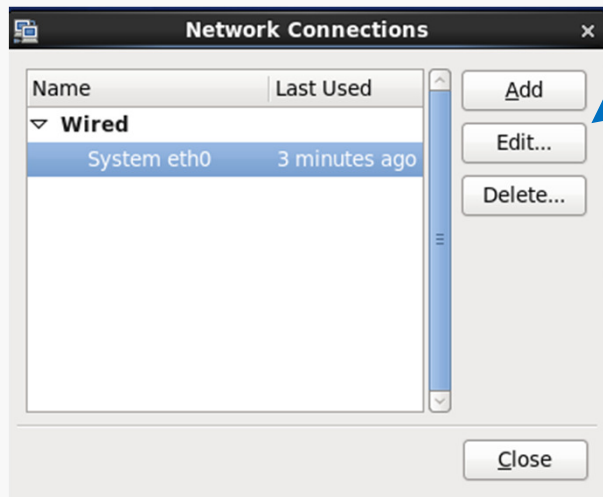 Network Connections
Name Last Used Add
Wired
Edit...
System eth0 3 minutes ago
Delete...
Close